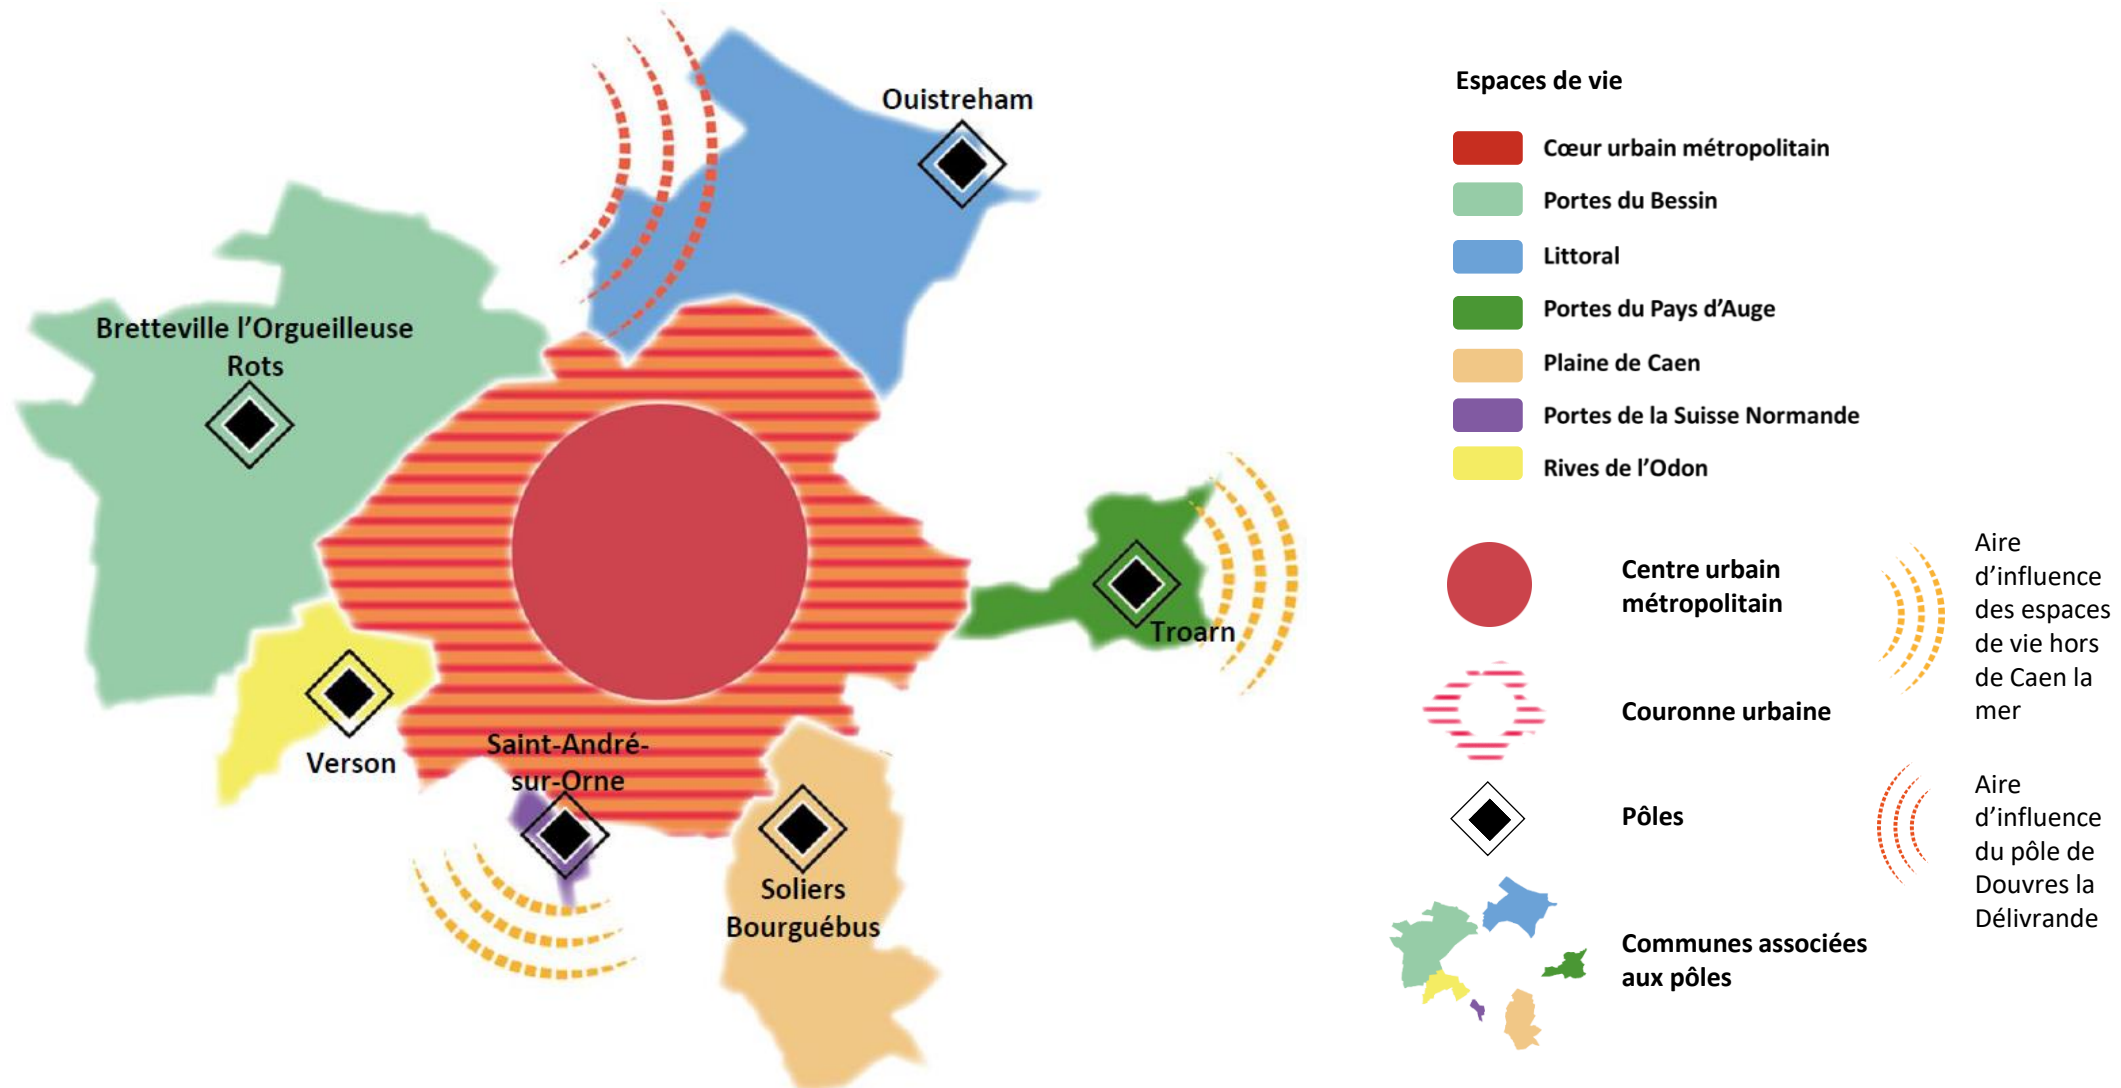 Ouistreham
Bretteville l’Orgueilleuse
Rots
Troarn
Verson
Saint-André-
sur-Orne
Soliers
Bourguébus
Espaces de vie
Cœur urbain métropolitain
Portes du Bessin
Littoral
Portes du Pays d’Auge
Plaine de Caen
Portes de la Suisse Normande
Rives de l’Odon
Centre urbain
métropolitain
Couronne urbaine
Pôles
Communes associées
aux pôles
Aire
d’influence
des espaces
de vie hors
de Caen la
mer
Aire
d’influence
du pôle de
Douvres la
Délivrande